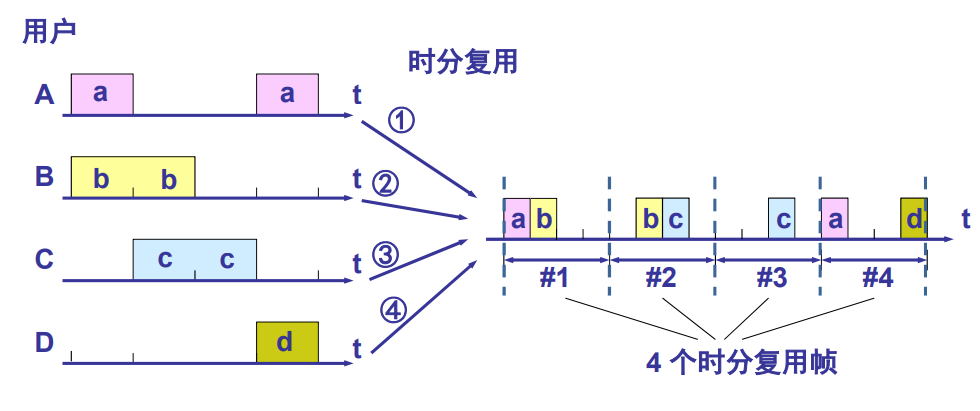 用户
时分复用
A a a t
①
B b b t
②
a b b c c a d t
C c c t
③
#1 #2 #3 #4
④
D d t
4 个时分复用帧